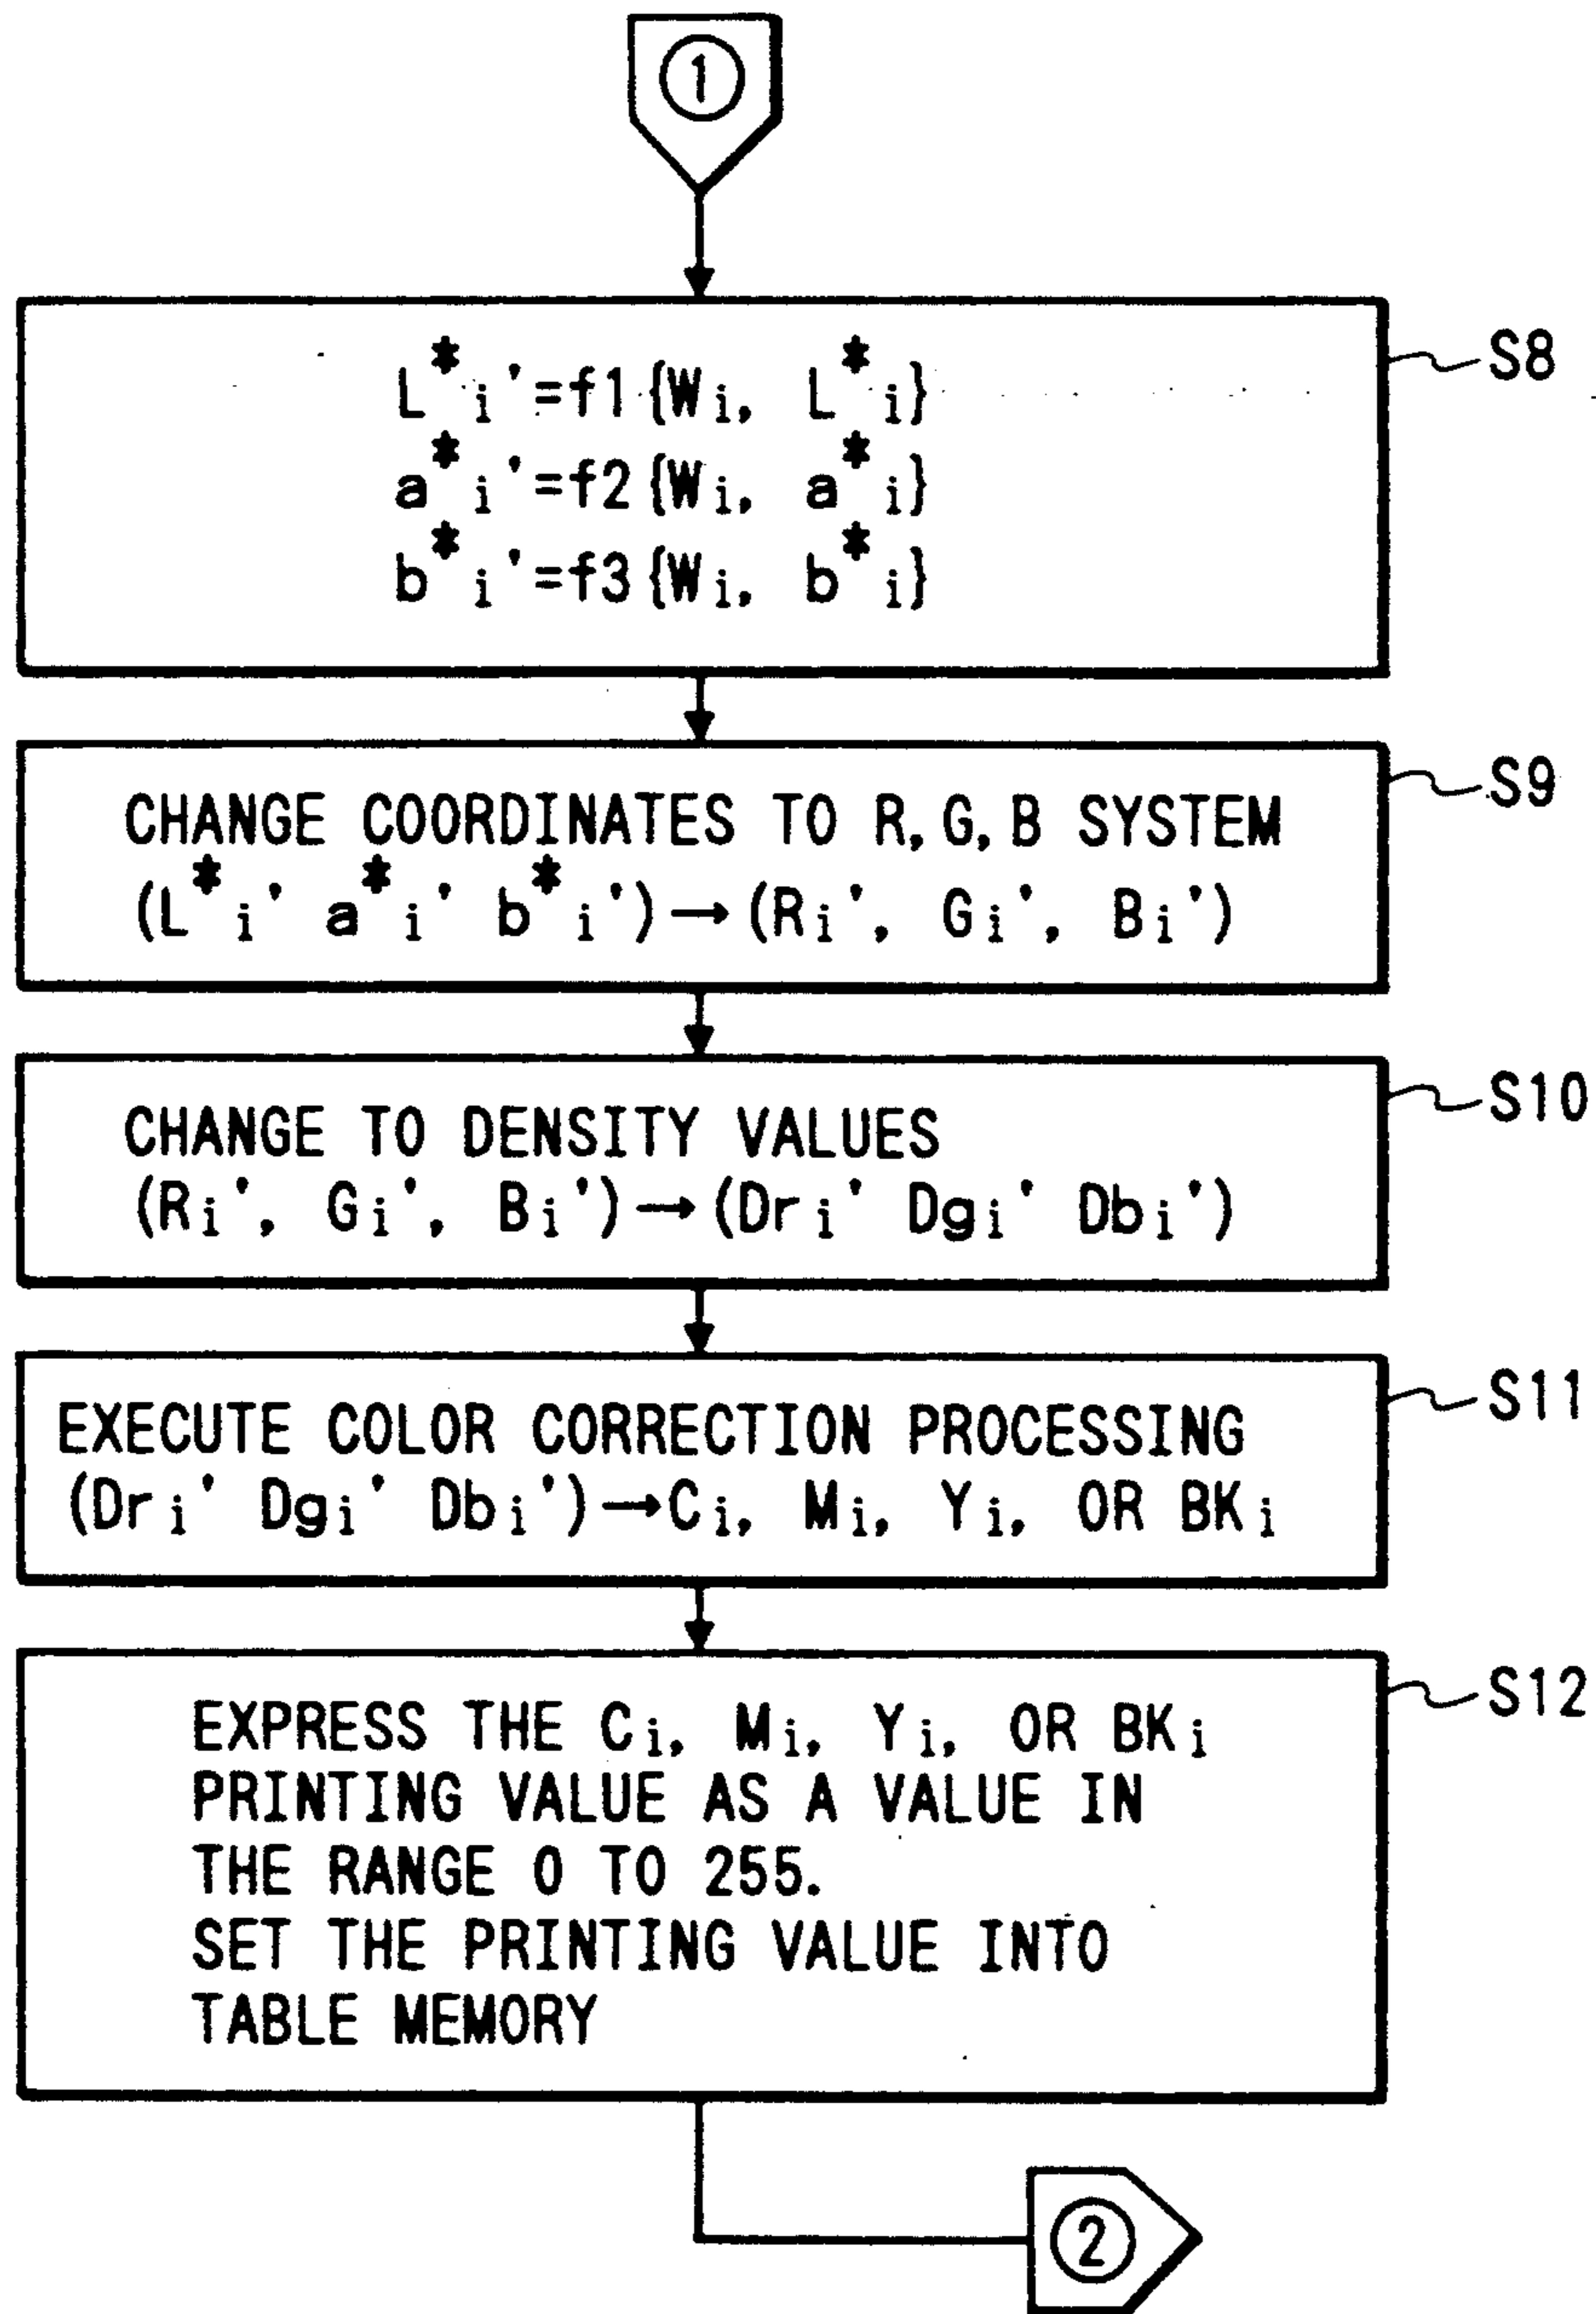 ①
L*i'=f1{Wi, L*i}
a*i'=f2{Wi, a*i}
b*i'=f3{Wi, b*i}
S8
CHANGE COORDINATES TO R,G,B SYSTEM
(L*i' a*i' b*i')→(Ri', Gi', Bi')
S9
CHANGE TO DENSITY VALUES
(Ri', Gi', Bi')→(Dri' Dgi' Dbi')
S10
EXECUTE COLOR CORRECTION PROCESSING
(Dri' Dgi' Dbi')→Ci, Mi, Yi, OR BKi
S11
EXPRESS THE Ci, Mi, Yi, OR BKi
PRINTING VALUE AS A VALUE IN
THE RANGE 0 TO 255.
SET THE PRINTING VALUE INTO
TABLE MEMORY
S12
②